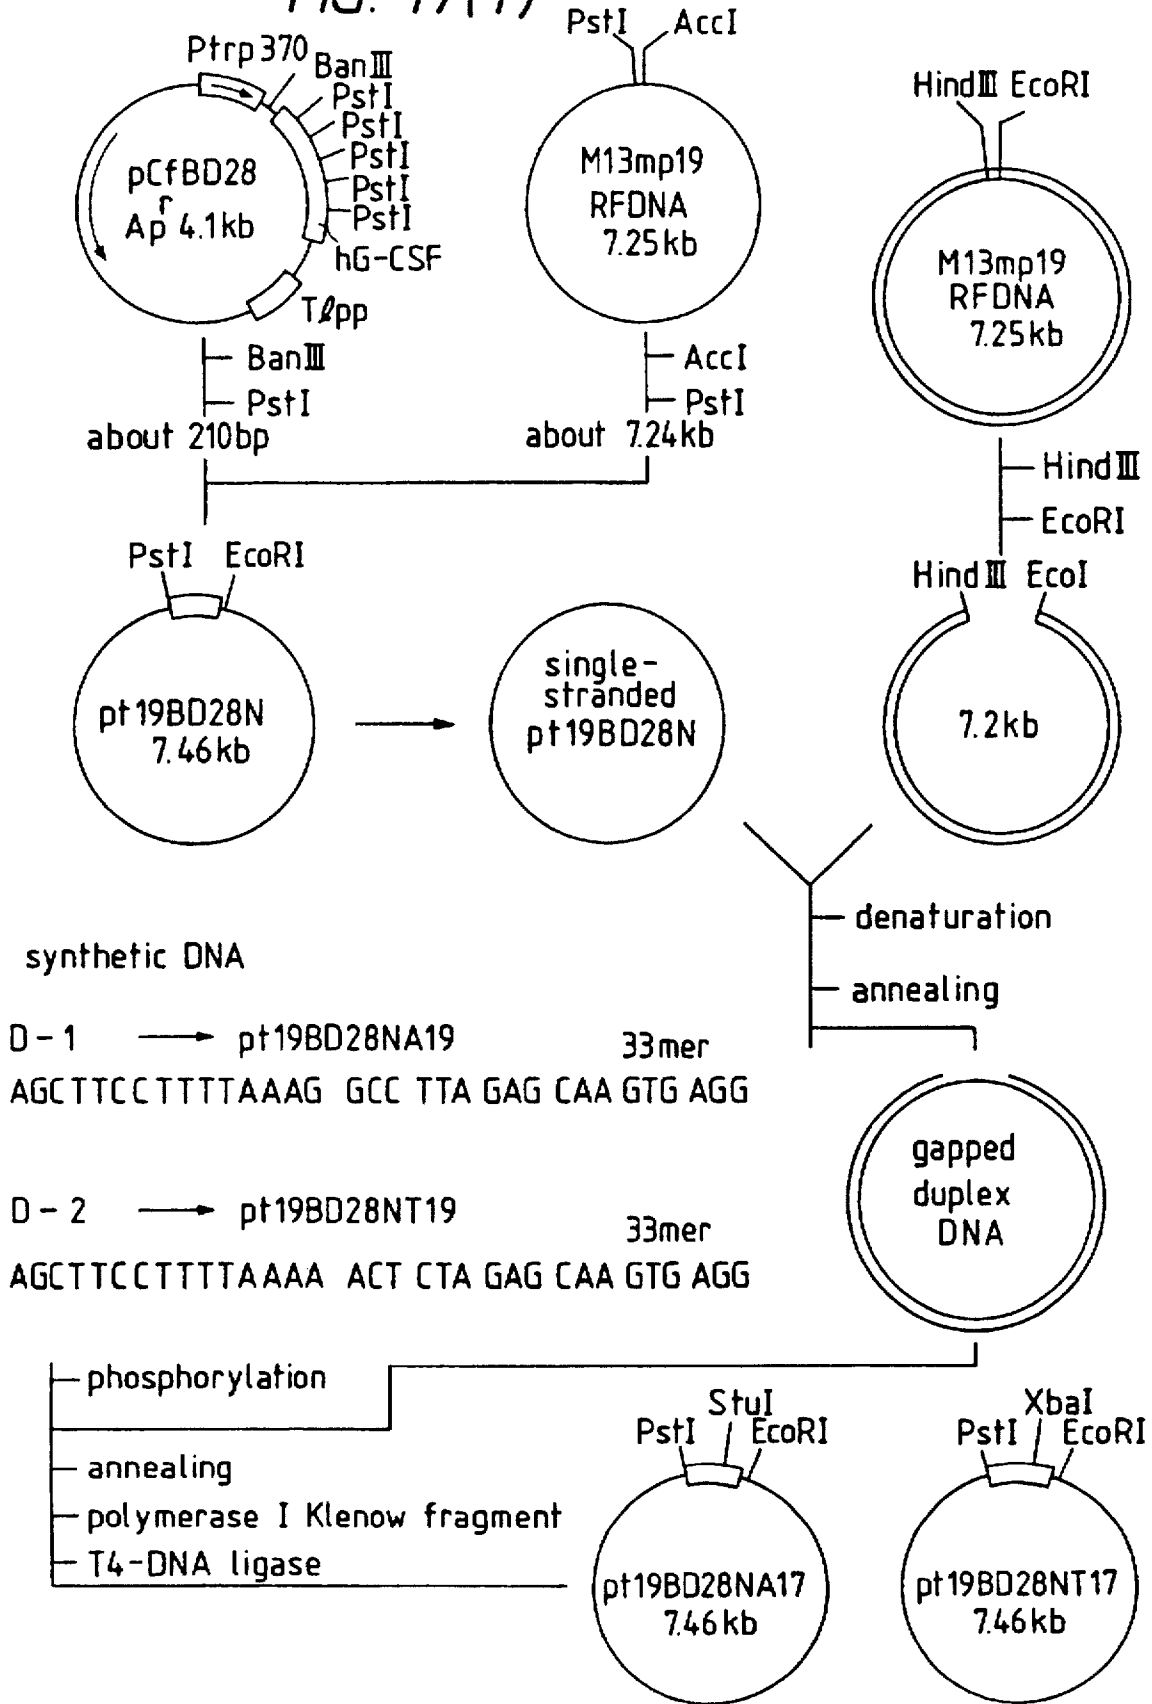 FIG. 17(1)
Ptrp370
BanIII
PstI
PstI
PstI
PstI
PstI
pCfBD28
Apr 4.1kb
hG-CSF
Tlpp
BanIII
PstI
about 210bp
PstI AccI
M13mp19
RFDNA
7.25kb
AccI
PstI
about 7.24kb
HindIII EcoRI
M13mp19
RFDNA
7.25kb
HindIII
EcoRI
HindIII EcoI
7.2kb
PstI EcoRI
pt19BD28N
7.46kb
single-
stranded
pt19BD28N
denaturation
annealing
synthetic DNA
D-1 → pt19BD28NA19
33mer
AGCTTCCTTTTAAAG GCC TTA GAG CAA GTG AGG
D-2 → pt19BD28NT19
33mer
AGCTTCCTTTTAAAA ACT CTA GAG CAA GTG AGG
gapped
duplex
DNA
phosphorylation
annealing
polymerase I Klenow fragment
T4-DNA ligase
StuI
PstI EcoRI
pt19BD28NA17
7.46kb
XbaI
PstI EcoRI
pt19BD28NT17
7.46kb